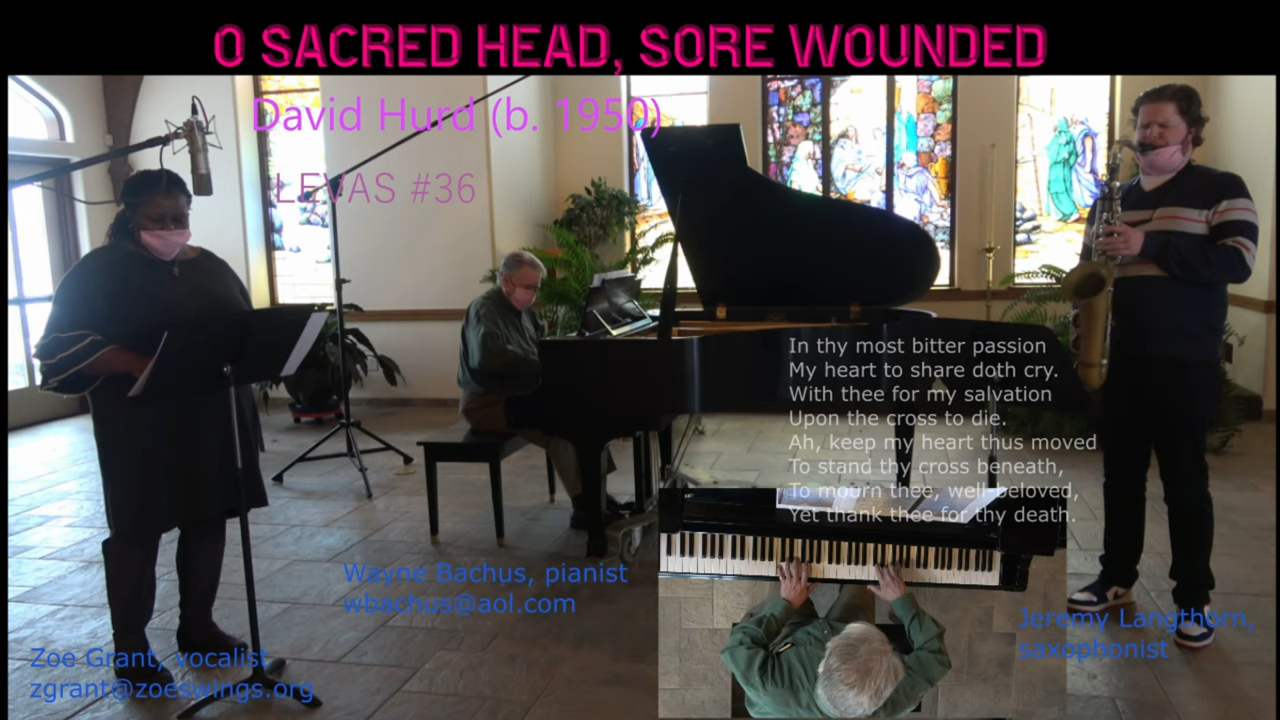 O SACRED HEAD, SORE WOUNDED
David Hurd (b. 1950)
LEVAS #36
In thy most bitter passion
My heart to share doth cry.
With thee for my salvation
Upon the cross to die.
Ah, keep my heart thus moved
To stand thy cross beneath,
To mourn thee, well-beloved,
Yet thank thee for thy death.
Wayne Bachus, pianist
wbachus@aol.com
Jeremy Langthorn,
saxophonist
Zoe Grant, vocalist
zgrant@zoeswings.org